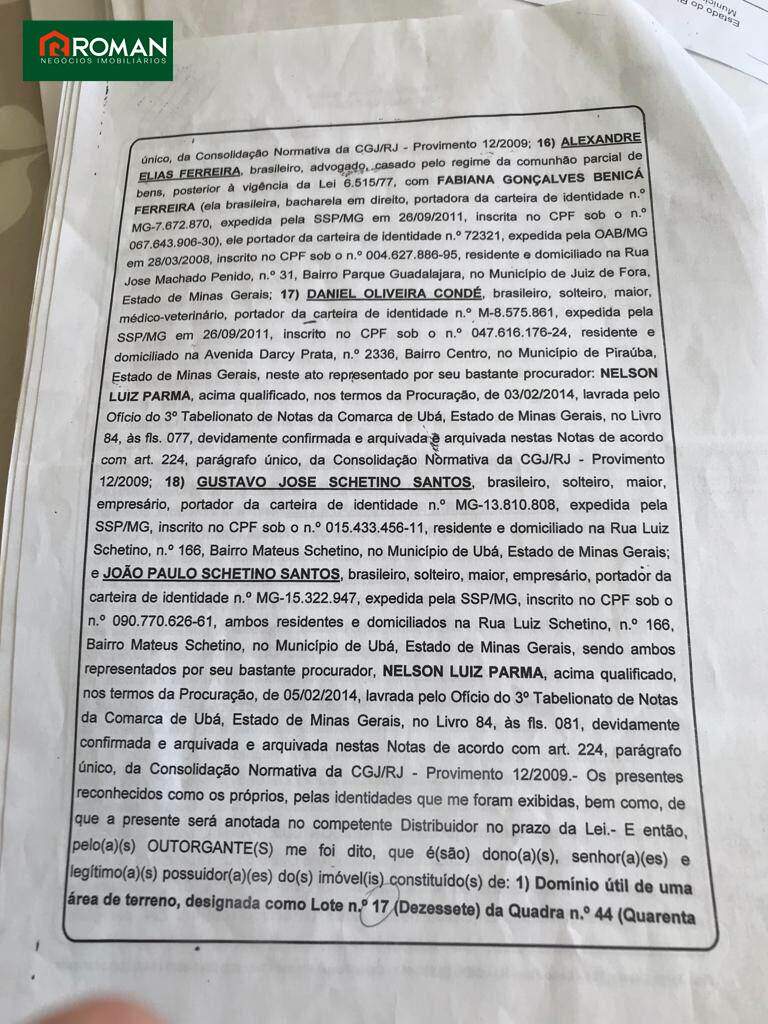 ROMAN
NEGÓCIOS IMOBILIÁRIOS
Estado do
único, da Consolidação Normativa da CGJ/RJ - Provimento 12/2009; 16) ALEXANDRE
ELIAS FERREIRA, brasileiro, advogado, casado pelo regime da comunhão parcial de
bens, posterior à vigência da Lei 6.515/77, com FABIANA GONÇALVES BENICÁ
FERREIRA (ela brasileira, bacharela em direito, portadora da carteira de identidade n.º
MG-7.672.870, expedida pela SSP/MG em 26/09/2011, inscrita no CPF sob o n.º
067.643.906-30), ele portador da carteira de identidade n.º 72321, expedida pela OAB/MG
em 28/03/2008, inscrito no CPF sob o n.º 004.627.886-95, residente e domiciliado na Rua
Jose Machado Penido, n.º 31, Bairro Parque Guadalajara, no Município de Juiz de Fora,
Estado de Minas Gerais; 17) DANIEL OLIVEIRA CONDÉ, brasileiro, solteiro, maior,
médico-veterinário, portador da carteira de identidade n.º M-8.575.861, expedida pela
SSP/MG em 26/09/2011, inscrito no CPF sob o n.º 047.616.176-24, residente e
domiciliado na Avenida Darcy Prata, n.º 2336, Bairro Centro, no Município de Piraúba,
Estado de Minas Gerais, neste ato representado por seu bastante procurador: NELSON
LUIZ PARMA, acima qualificado, nos termos da Procuração, de 03/02/2014, lavrada pelo
Ofício do 3º Tabelionato de Notas da Comarca de Ubá, Estado de Minas Gerais, no Livro
84, às fls. 077, devidamente confirmada e arquivada e arquivada nestas Notas de acordo
com art. 224, parágrafo único, da Consolidação Normativa da CGJ/RJ - Provimento
12/2009; 18) GUSTAVO JOSE SCHETINO SANTOS, brasileiro, solteiro, maior,
empresário, portador da carteira de identidade n.º MG-13.810.808, expedida pela
SSP/MG, inscrito no CPF sob o n.º 015.433.456-11, residente e domiciliado na Rua Luiz
Schetino, n.º 166, Bairro Mateus Schetino, no Município de Ubá, Estado de Minas Gerais;
e JOÃO PAULO SCHETINO SANTOS, brasileiro, solteiro, maior, empresário, portador da
carteira de identidade n.º MG-15.322.947, expedida pela SSP/MG, inscrito no CPF sob o
n.º 090.770.626-61, ambos residentes e domiciliados na Rua Luiz Schetino, n.º 166,
Bairro Mateus Schetino, no Município de Ubá, Estado de Minas Gerais, sendo ambos
representados por seu bastante procurador, NELSON LUIZ PARMA, acima qualificado,
nos termos da Procuração, de 05/02/2014, lavrada pelo Ofício do 3º Tabelionato de Notas
da Comarca de Ubá, Estado de Minas Gerais, no Livro 84, às fls. 081, devidamente
confirmada e arquivada e arquivada nestas Notas de acordo com art. 224, parágrafo
único, da Consolidação Normativa da CGJ/RJ - Provimento 12/2009.- Os presentes
reconhecidos como os próprios, pelas identidades que me foram exibidas, bem como, de
que a presente será anotada no competente Distribuidor no prazo da Lei.- E então,
pelo(a)(s) OUTORGANTE(S) me foi dito, que é(são) dono(a)(s), senhor(a)(es) e
legítimo(a)(s) possuidor(a)(es) do(s) imóvel(is) constituído(s) de: 1) Domínio útil de uma
área de terreno, designada como Lote n.º 17 (Dezessete) da Quadra n.º 44 (Quarenta